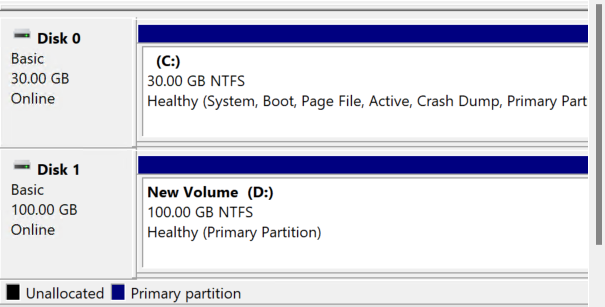 Disk 0
Basic
30.00 GB
Online
(C:)
30.00 GB NTFS
Healthy (System, Boot, Page File, Active, Crash Dump, Primary Part
Disk 1
Basic
100.00 GB
Online
New Volume (D:)
100.00 GB NTFS
Healthy (Primary Partition)
Unallocated Primary partition